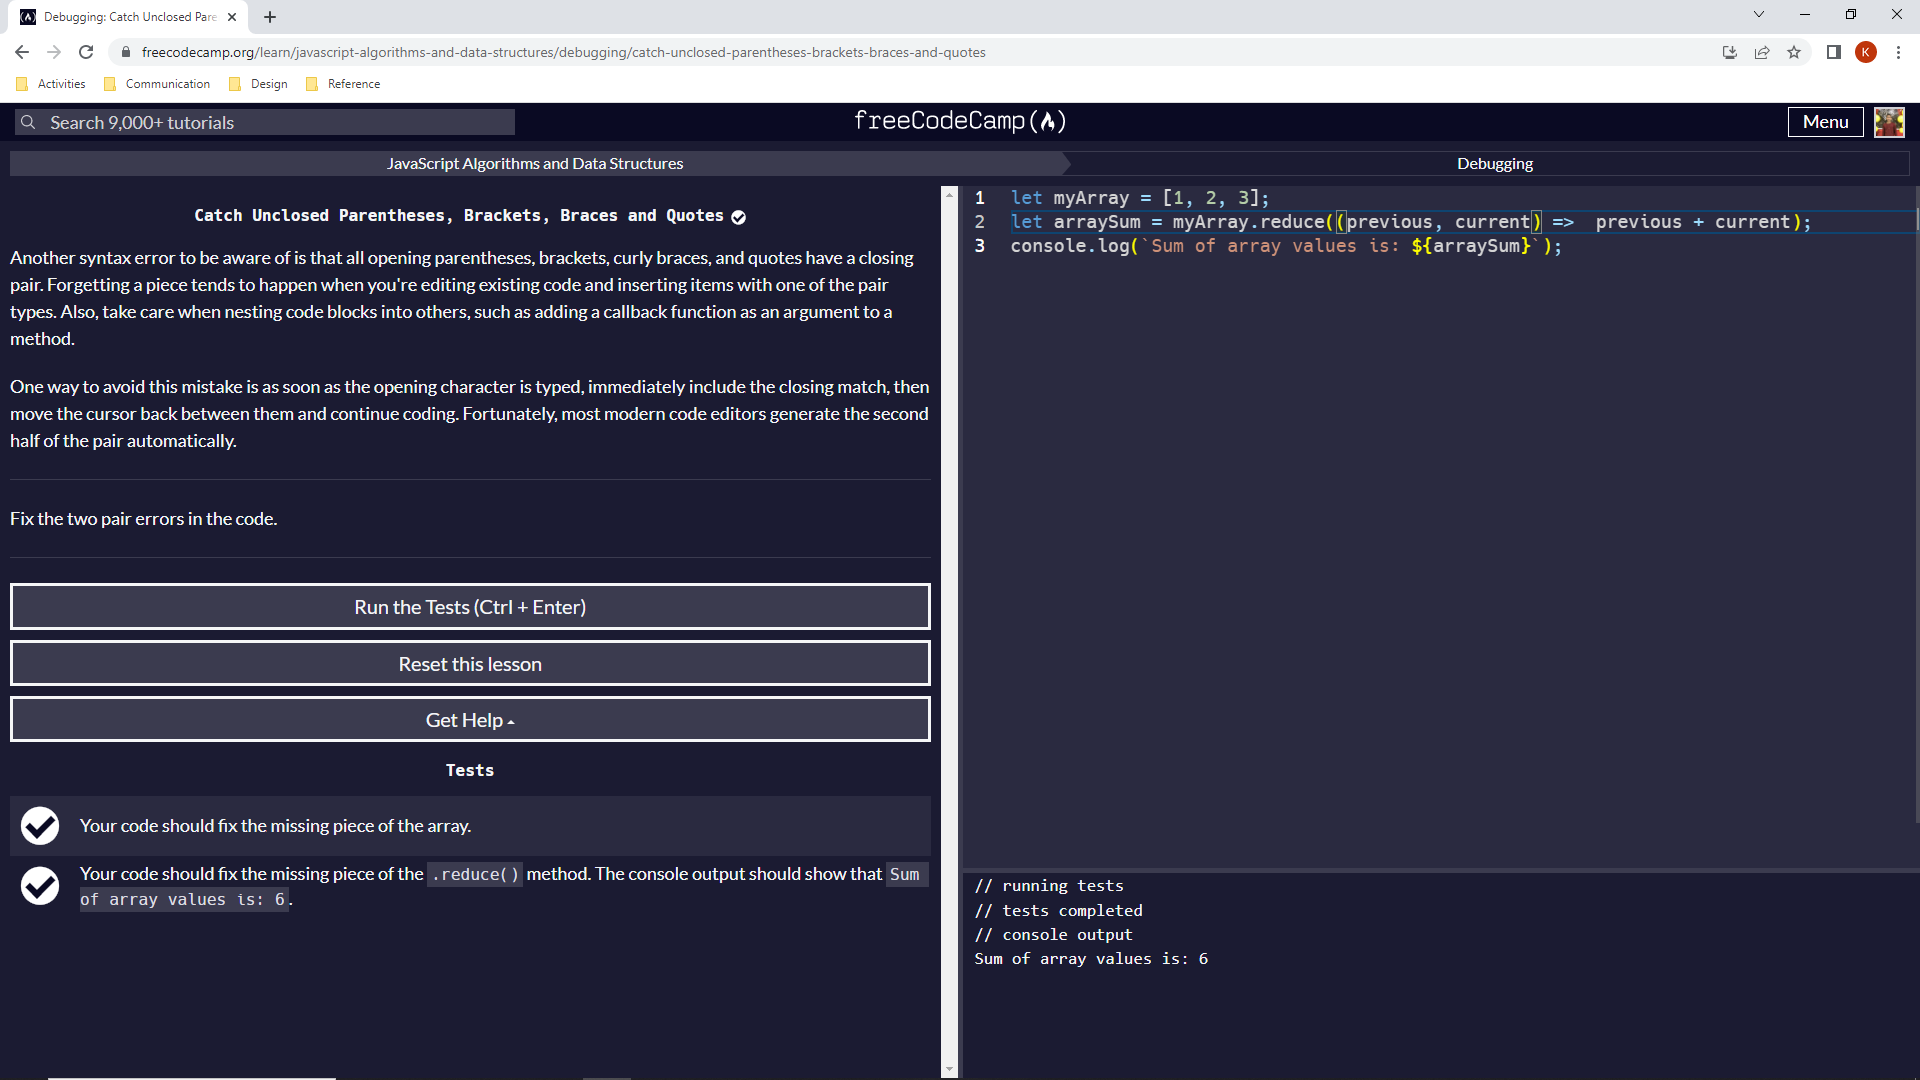 Debugging: Catch Unclosed Pare
freecodecamp.org/learn/javascript-algorithms-and-data-structures/debugging/catch-unclosed-parentheses-brackets-braces-and-quotes
K
Activities
Communication
Design
Reference
Search 9,000+ tutorials
freeCodeCamp
Menu
JavaScript Algorithms and Data Structures
Debugging
Catch Unclosed Parentheses, Brackets, Braces and Quotes
Another syntax error to be aware of is that all opening parentheses, brackets, curly braces, and quotes have a closing
pair. Forgetting a piece tends to happen when you're editing existing code and inserting items with one of the pair
types. Also, take care when nesting code blocks into others, such as adding a callback function as an argument to a
method.
One way to avoid this mistake is as soon as the opening character is typed, immediately include the closing match, then
move the cursor back between them and continue coding. Fortunately, most modern code editors generate the second
half of the pair automatically.
Fix the two pair errors in the code.
Run the Tests (Ctrl + Enter)
Reset this lesson
Get Help
Tests
Your code should fix the missing piece of the array.
Your code should fix the missing piece of the .reduce() method. The console output should show that Sum
of array values is: 6.
1 let myArray = [1, 2, 3];
2 let arraySum = myArray.reduce((previous, current) =>  previous + current);
3 console.log(`Sum of array values is: ${arraySum}`);
// running tests
// tests completed
// console output
Sum of array values is: 6